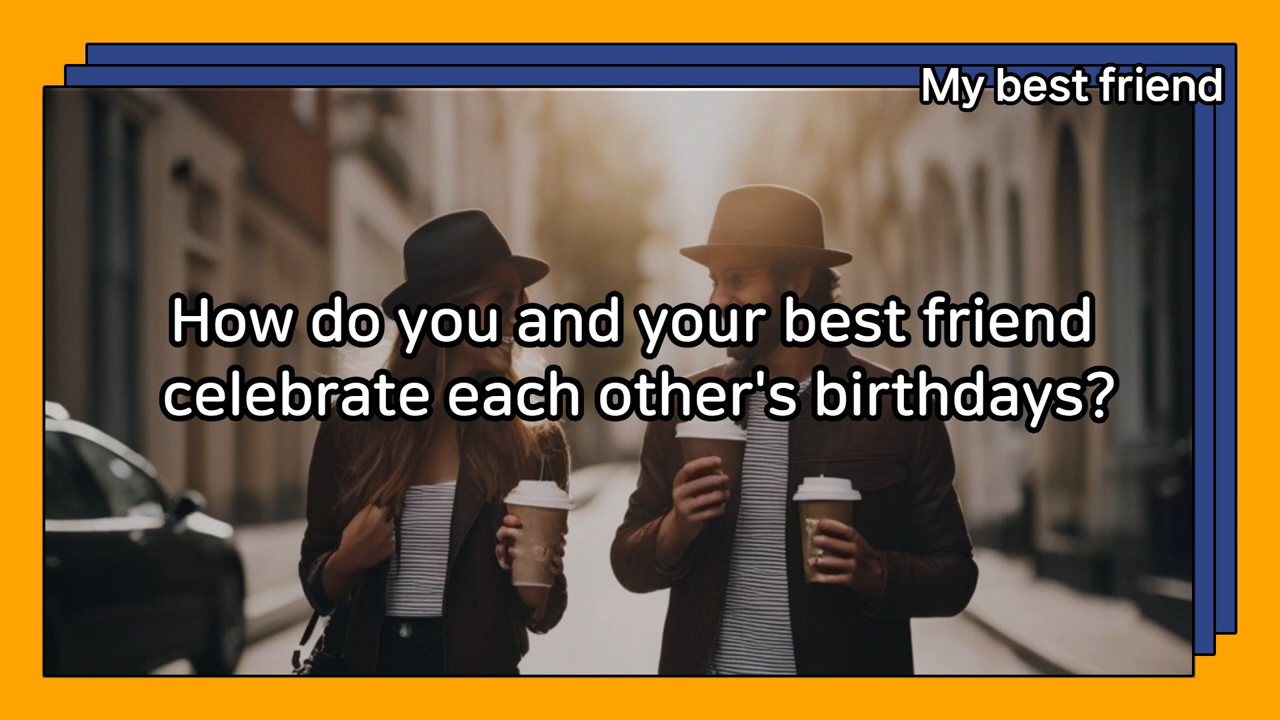 My best friend
How do you and your best friend
celebrate each other's birthdays?